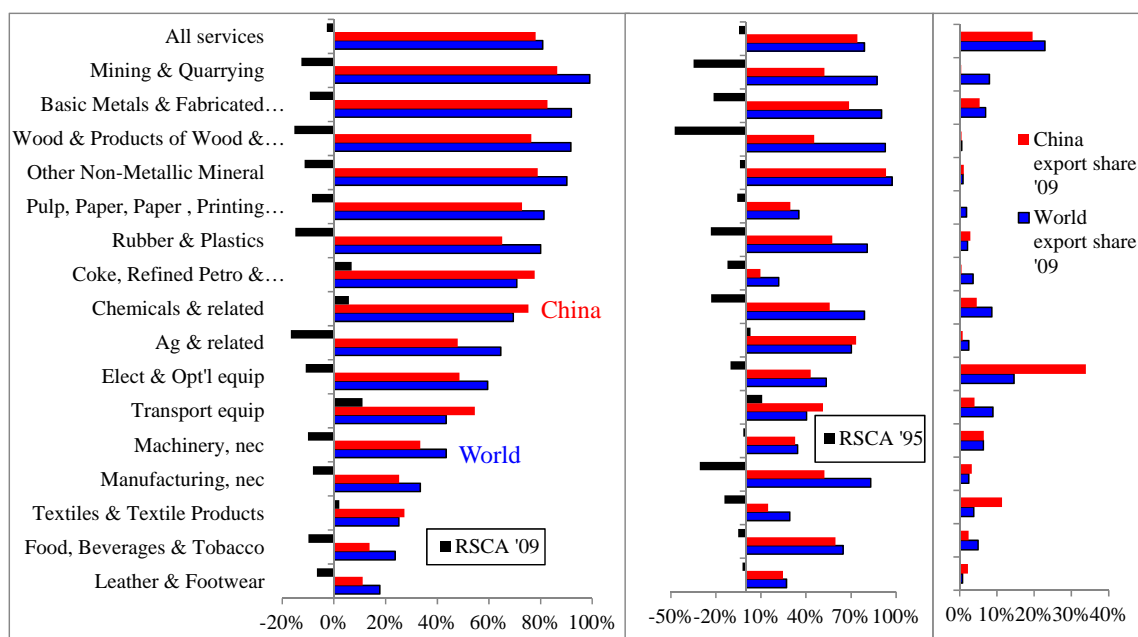 All services
Mining & Quarrying
Basic Metals & Fabricated…
Wood & Products of Wood &…
Other Non-Metallic Mineral
Pulp, Paper, Paper , Printing…
Rubber & Plastics
Coke, Refined Petro &…
Chemicals & related
Ag & related
Elect & Opt'l equip
Transport equip
Machinery, nec
Manufacturing, nec
Textiles & Textile Products
Food, Beverages & Tobacco
Leather & Footwear
China
World
RSCA '09
-20% 0% 20% 40% 60% 80% 100%
RSCA '95
-50% -20% 10% 40% 70% 100%
China
export share
'09
World
export share
'09
0% 10% 20% 30% 40%